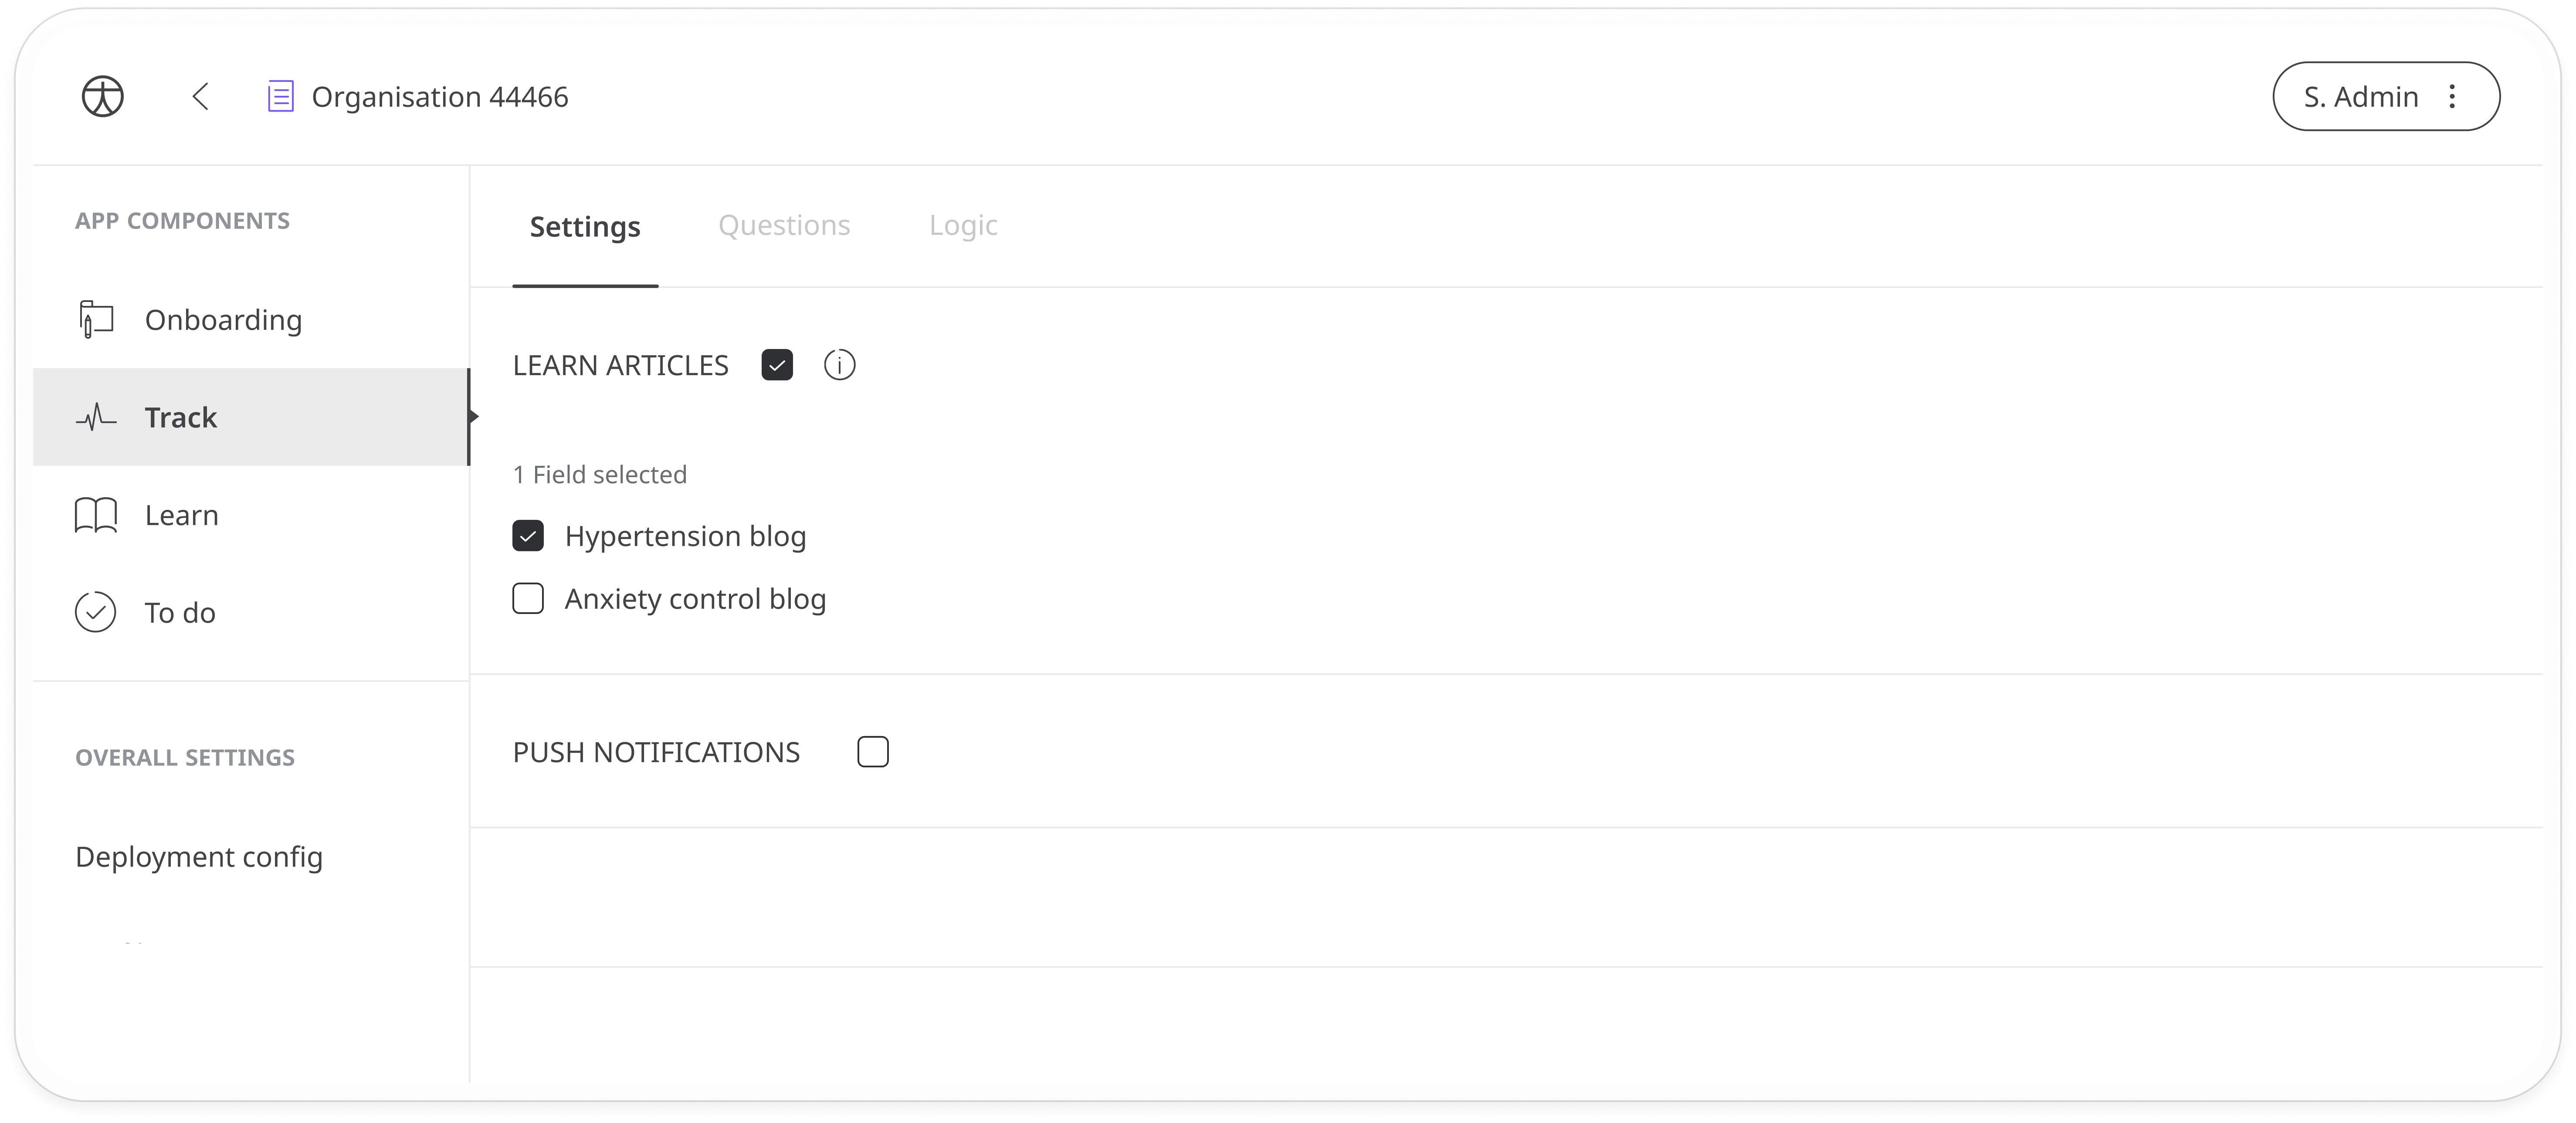 Organisation 44466
S. Admin
APP COMPONENTS
Onboarding
Track
Learn
To do
OVERALL SETTINGS
Deployment config
Settings
Questions
Logic
LEARN ARTICLES
1 Field selected
Hypertension blog
Anxiety control blog
PUSH NOTIFICATIONS